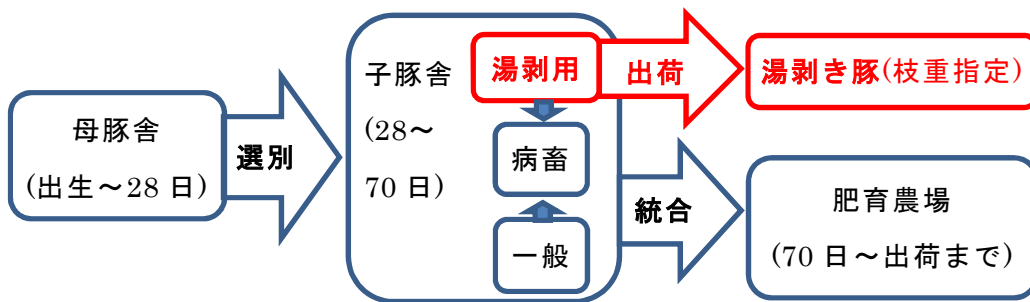 母豚舎
(出生～28 日)
選別
子豚舎
(28～
70 日)
湯剥用
病畜
一般
出荷
湯剥き豚(枝重指定)
統合
肥育農場
(70 日～出荷まで)